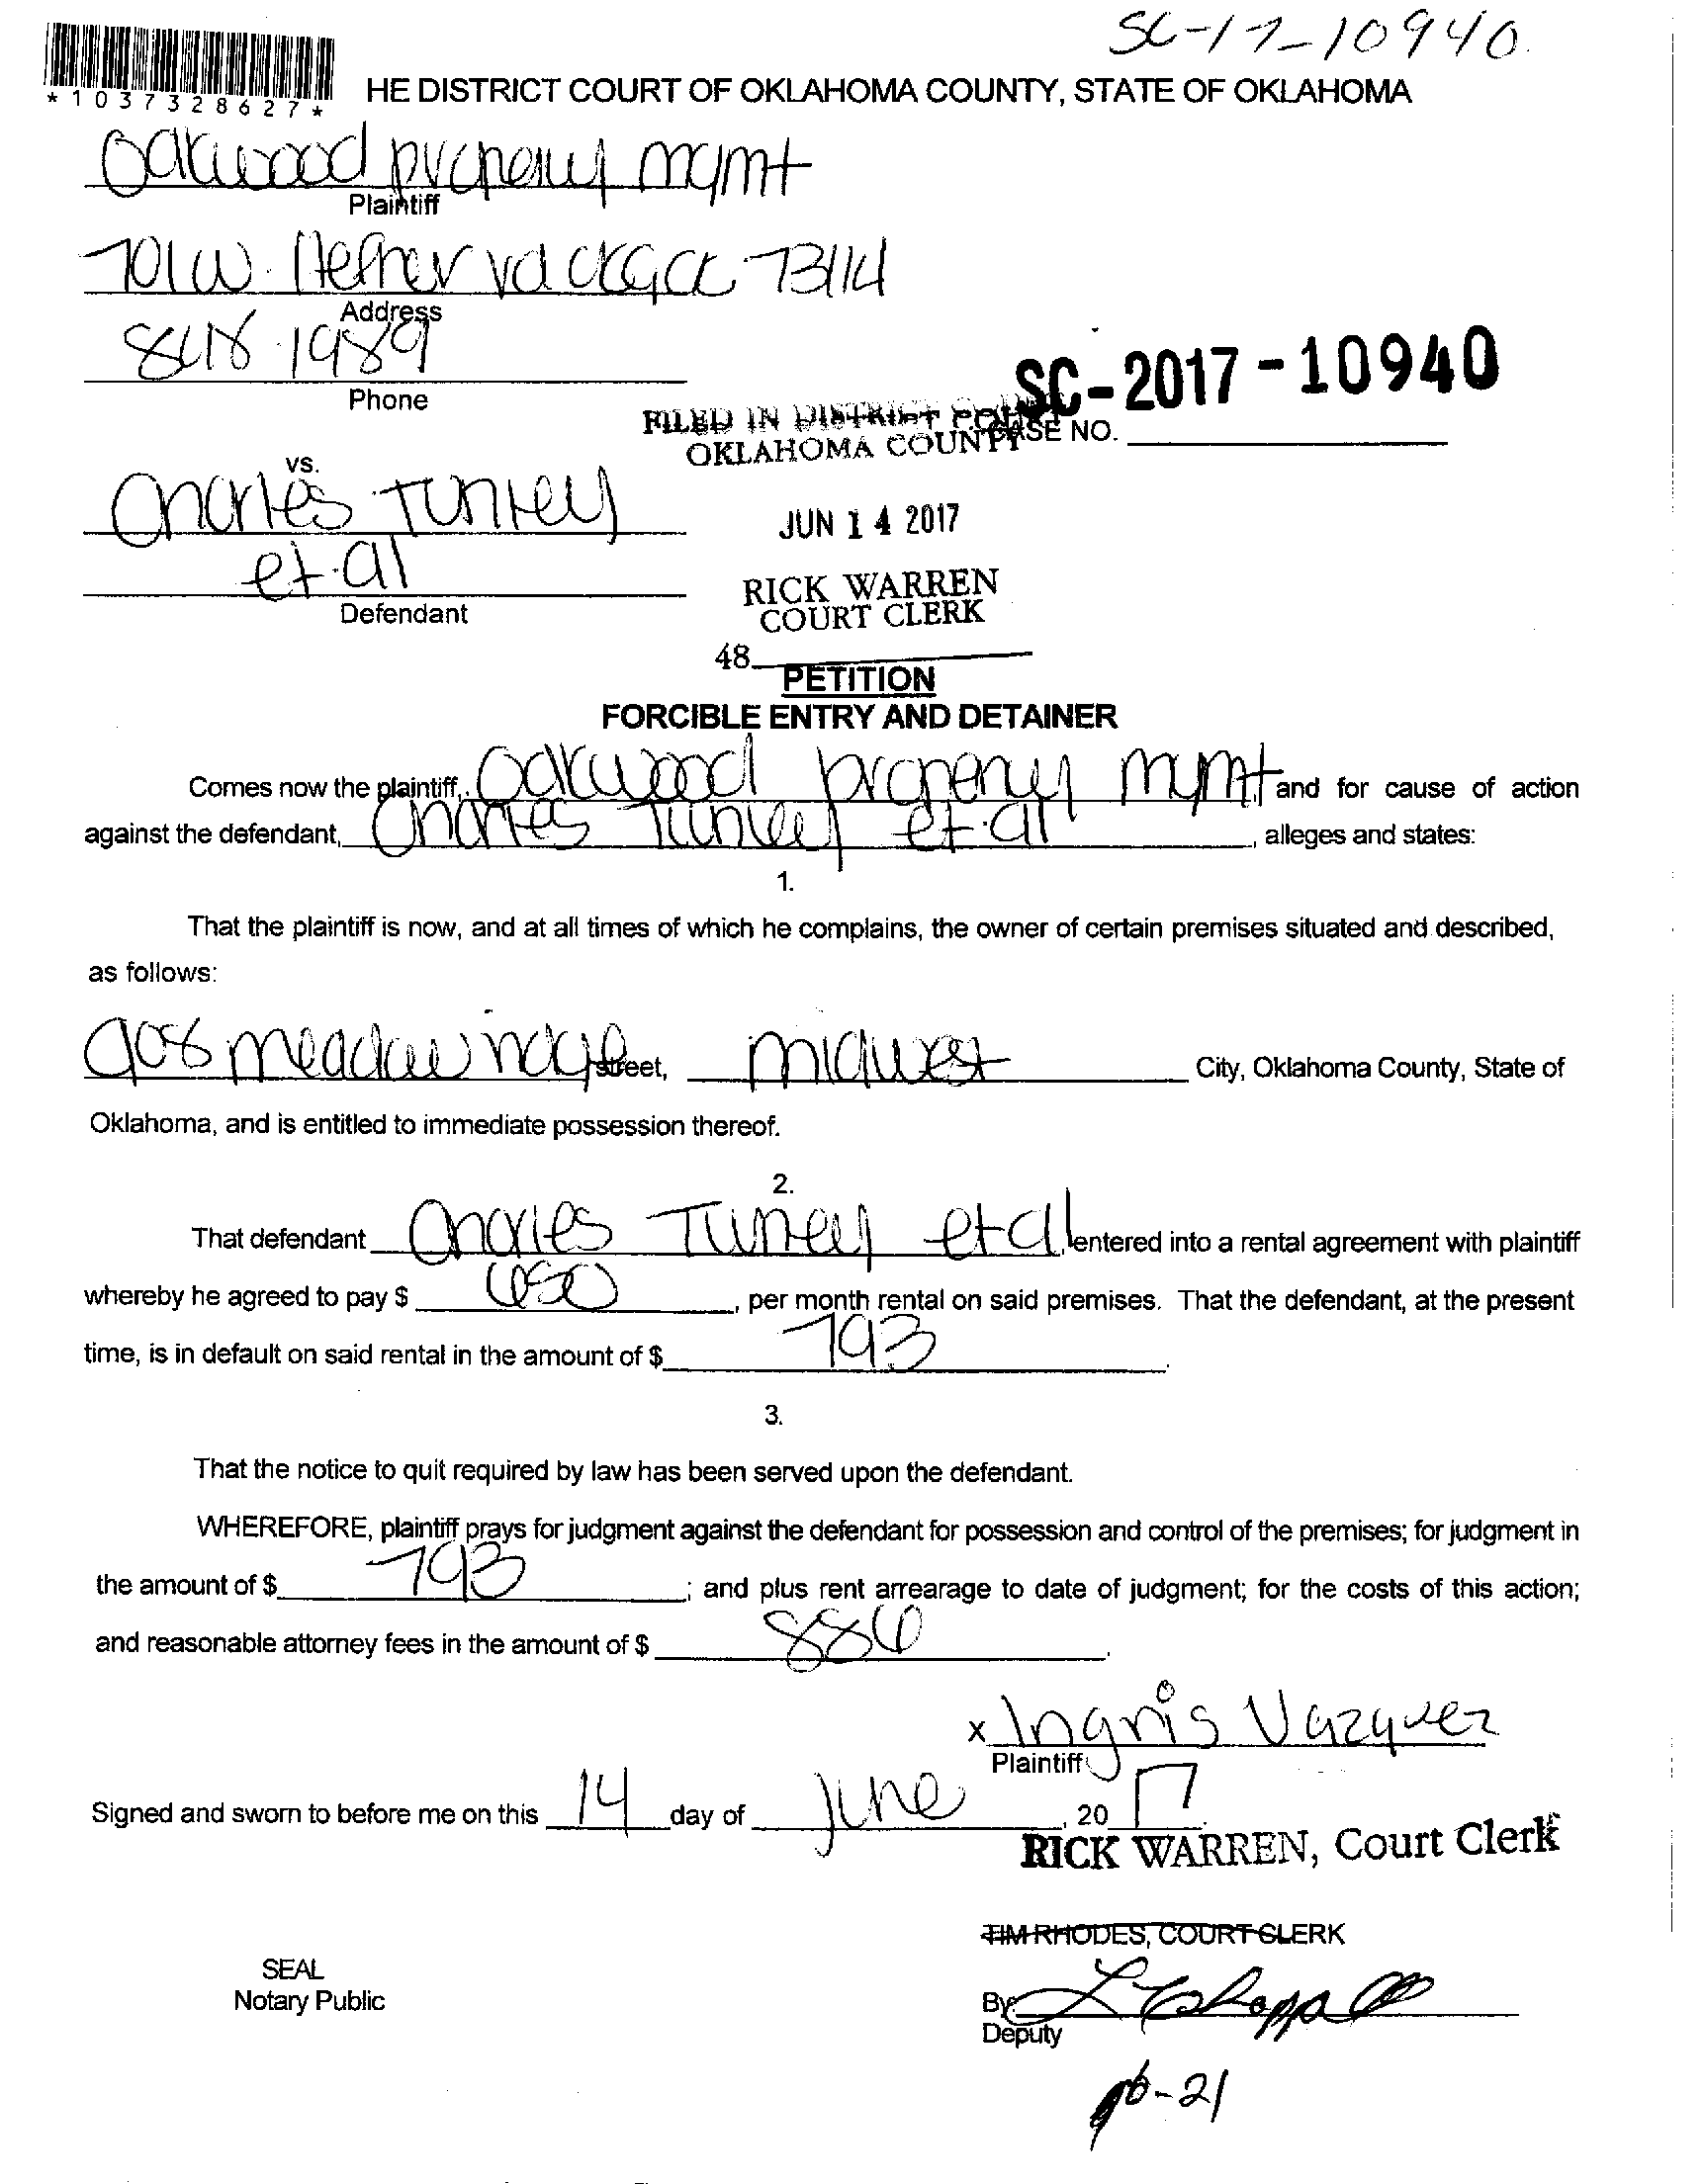 SC-17-10940
*1037328627*
HE DISTRICT COURT OF OKLAHOMA COUNTY, STATE OF OKLAHOMA
Oakwood property mgmt
Plaintiff
701 W. Hefner rd 73114
Address
848 1989
Phone
SC-2017-10940
FILED IN DISTRICT COURT
OKLAHOMA COUNTY
CASE NO.
vs.
Charles Tunley
et al
Defendant
JUN 14 2017
RICK WARREN
COURT CLERK
48
PETITION
FORCIBLE ENTRY AND DETAINER
Comes now the plaintiff, Oakwood property mgmt, and for cause of action
against the defendant, Charles Tunley et al, alleges and states:
1.
That the plaintiff is now, and at all times of which he complains, the owner of certain premises situated and described,
as follows:
908 meadow ridge street, midwest City, Oklahoma County, State of
Oklahoma, and is entitled to immediate possession thereof.
2.
That defendant Charles Tunley et al, entered into a rental agreement with plaintiff
whereby he agreed to pay $ 650, per month rental on said premises. That the defendant, at the present
time, is in default on said rental in the amount of $ 793.
3.
That the notice to quit required by law has been served upon the defendant.
WHEREFORE, plaintiff prays for judgment against the defendant for possession and control of the premises; for judgment in
the amount of $ 793; and plus rent arrearage to date of judgment; for the costs of this action;
and reasonable attorney fees in the amount of $ 886.
x Ingris Vazquez
Plaintiff
Signed and sworn to before me on this 14 day of June, 20 17.
RICK WARREN, Court Clerk
TIM RHODES, COURT CLERK
SEAL
Notary Public
By
Deputy